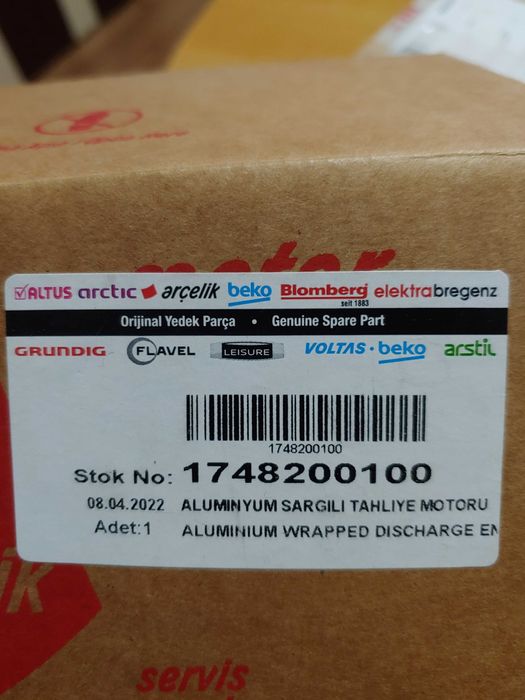 motor
ALTUS arctic arçelik beko Blomberg elektrabregenz
seit 1883
Orijinal Yedek Parça • Genuine Spare Part
GRUNDIG FLAVEL LEISURE VOLTAS • beko arstil
1748200100
Stok No: 1748200100
08.04.2022 ALUMINYUM SARGILI TAHLIYE MOTORU
Adet:1 ALUMINIUM WRAPPED DISCHARGE EN
servis